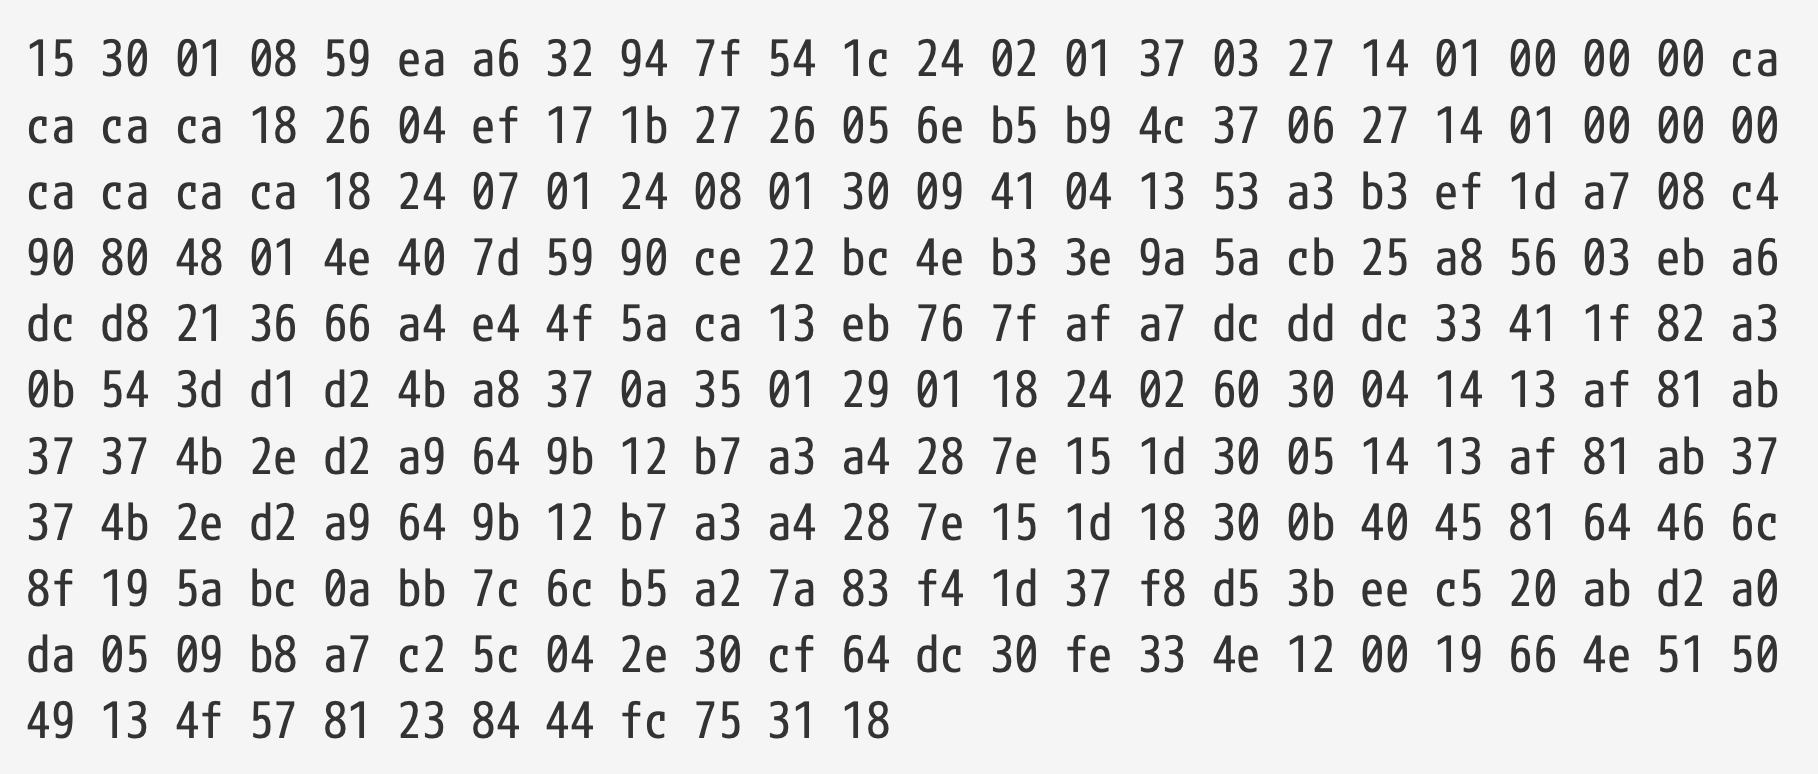 15 30 01 08 59 ea a6 32 94 7f 54 1c 24 02 01 37 03 27 14 01 00 00 00 ca
ca ca ca 18 26 04 ef 17 1b 27 26 05 6e b5 b9 4c 37 06 27 14 01 00 00 00
ca ca ca ca 18 24 07 01 24 08 01 30 09 41 04 13 53 a3 b3 ef 1d a7 08 c4
90 80 48 01 4e 40 7d 59 90 ce 22 bc 4e b3 3e 9a 5a cb 25 a8 56 03 eb a6
dc d8 21 36 66 a4 e4 4f 5a ca 13 eb 76 7f af a7 dc dd dc 33 41 1f 82 a3
0b 54 3d d1 d2 4b a8 37 0a 35 01 29 01 18 24 02 60 30 04 14 13 af 81 ab
37 37 4b 2e d2 a9 64 9b 12 b7 a3 a4 28 7e 15 1d 30 05 14 13 af 81 ab 37
37 4b 2e d2 a9 64 9b 12 b7 a3 a4 28 7e 15 1d 18 30 0b 40 45 81 64 46 6c
8f 19 5a bc 0a bb 7c 6c b5 a2 7a 83 f4 1d 37 f8 d5 3b ee c5 20 ab d2 a0
da 05 09 b8 a7 c2 5c 04 2e 30 cf 64 dc 30 fe 33 4e 12 00 19 66 4e 51 50
49 13 4f 57 81 23 84 44 fc 75 31 18